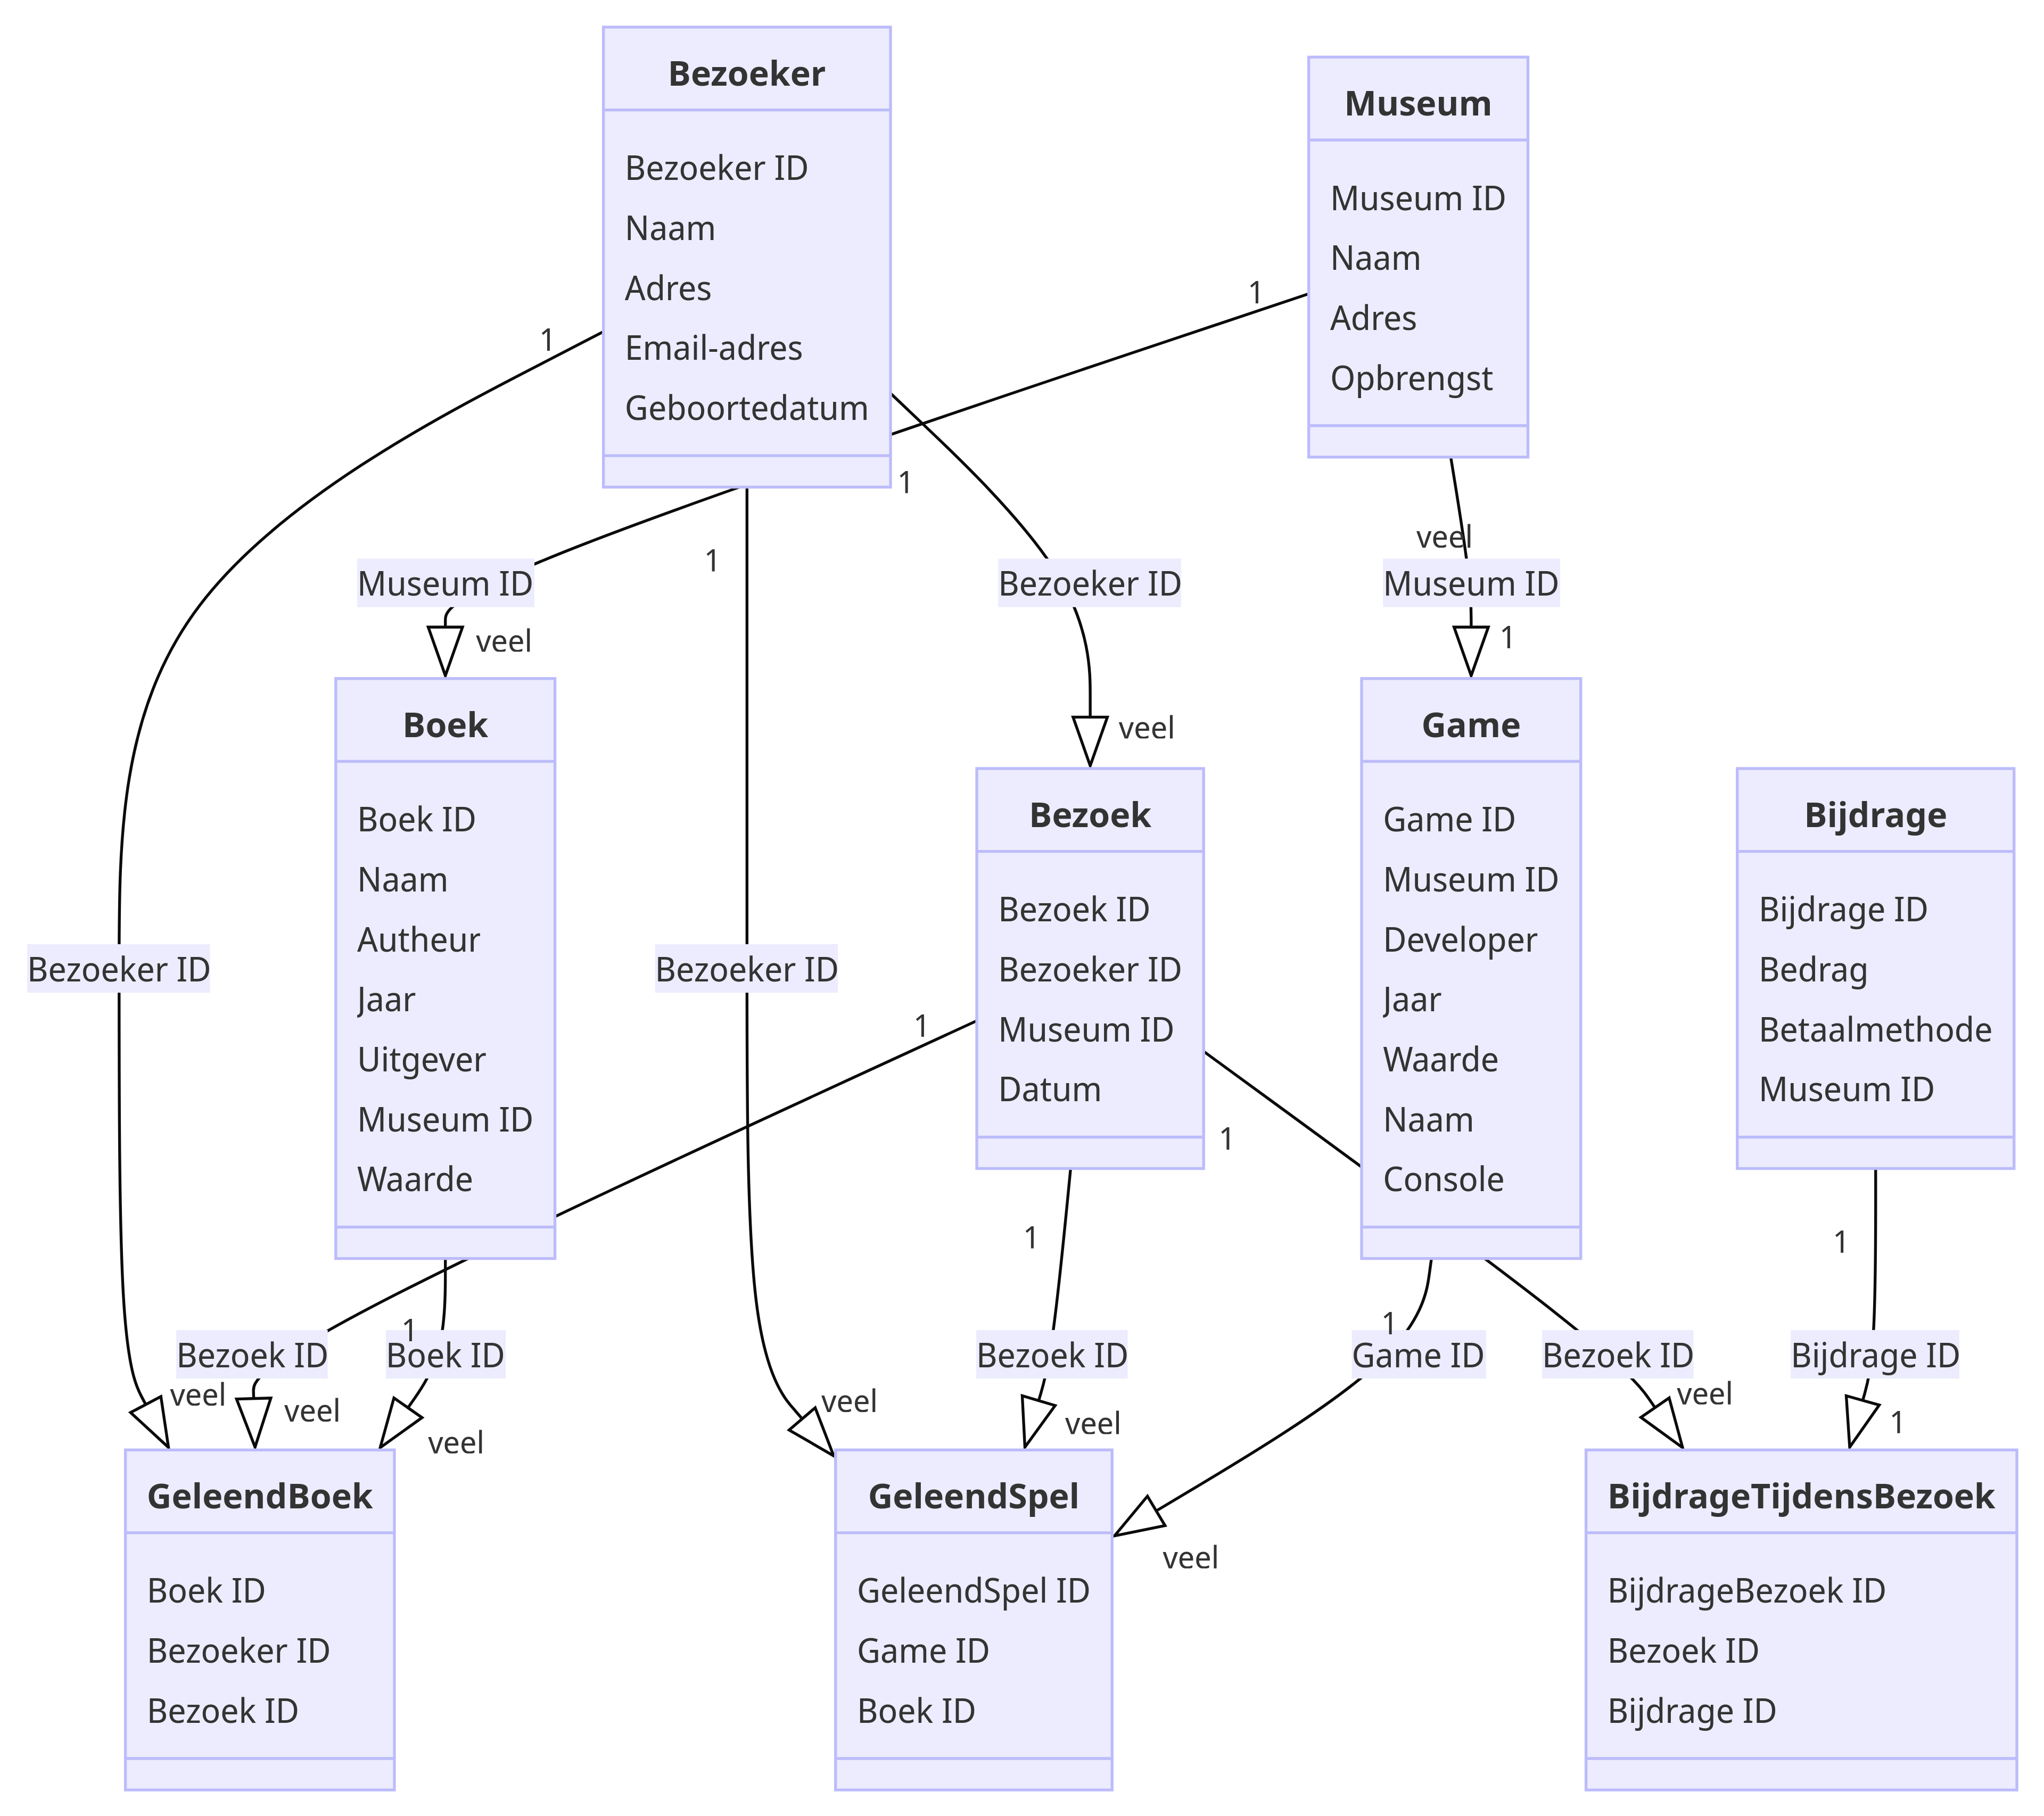 Bezoeker
Bezoeker ID
Naam
Adres
Email-adres
Geboortedatum
Museum
Museum ID
Naam
Adres
Opbrengst
1
1
1
1
veel
Museum ID
Bezoeker ID
Museum ID
veel
1
veel
Boek
Boek ID
Naam
Autheur
Jaar
Uitgever
Museum ID
Waarde
Bezoek
Bezoek ID
Bezoeker ID
Museum ID
Datum
Game
Game ID
Museum ID
Developer
Jaar
Waarde
Naam
Console
Bijdrage
Bijdrage ID
Bedrag
Betaalmethode
Museum ID
Bezoeker ID
Bezoeker ID
1
1
1
1
1
1
Bezoek ID
Boek ID
Bezoek ID
Game ID
Bezoek ID
Bijdrage ID
veel
veel
veel
veel
veel
veel
veel
1
GeleendBoek
Boek ID
Bezoeker ID
Bezoek ID
GeleendSpel
GeleendSpel ID
Game ID
Boek ID
BijdrageTijdensBezoek
BijdrageBezoek ID
Bezoek ID
Bijdrage ID